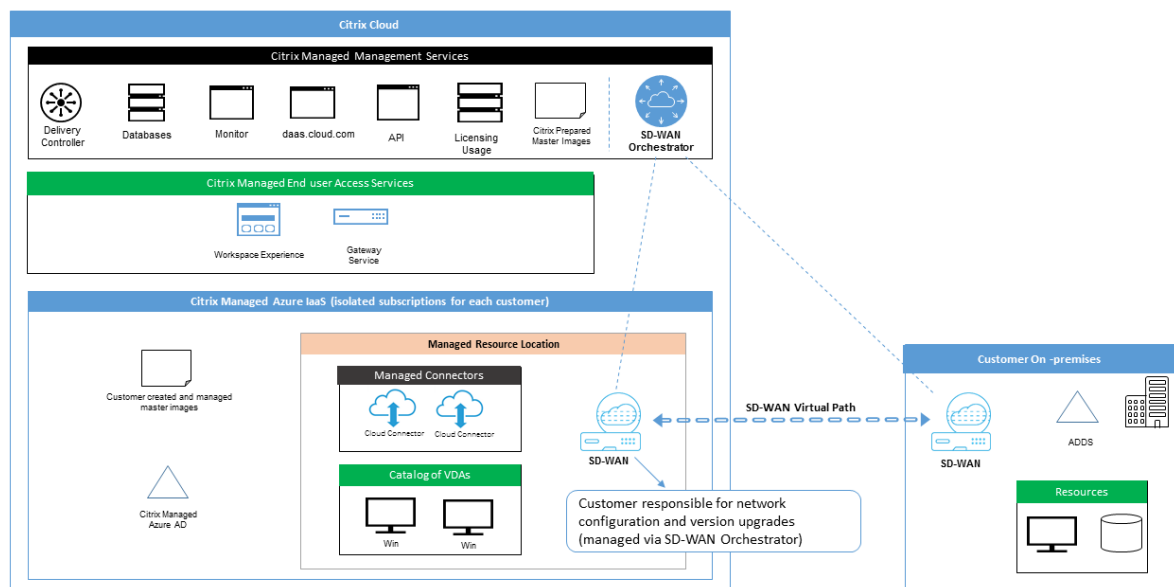 Citrix Cloud
Citrix Managed Management Services
Delivery
Controller
Databases
Monitor
daas.cloud.com
API
Licensing
Usage
Citrix Prepared
Master Images
SD-WAN
Orchestrator
Citrix Managed End user Access Services
Workspace Experience
Gateway
Service
Citrix Managed Azure IaaS (isolated subscriptions for each customer)
Customer created and managed
master images
Citrix Managed
Azure AD
Managed Resource Location
Managed Connectors
Cloud Connector
Cloud Connector
Catalog of VDAs
Win
Win
SD-WAN
SD-WAN Virtual Path
Customer responsible for network
configuration and version upgrades
(managed via SD-WAN Orchestrator)
Customer On -premises
SD-WAN
ADDS
Resources